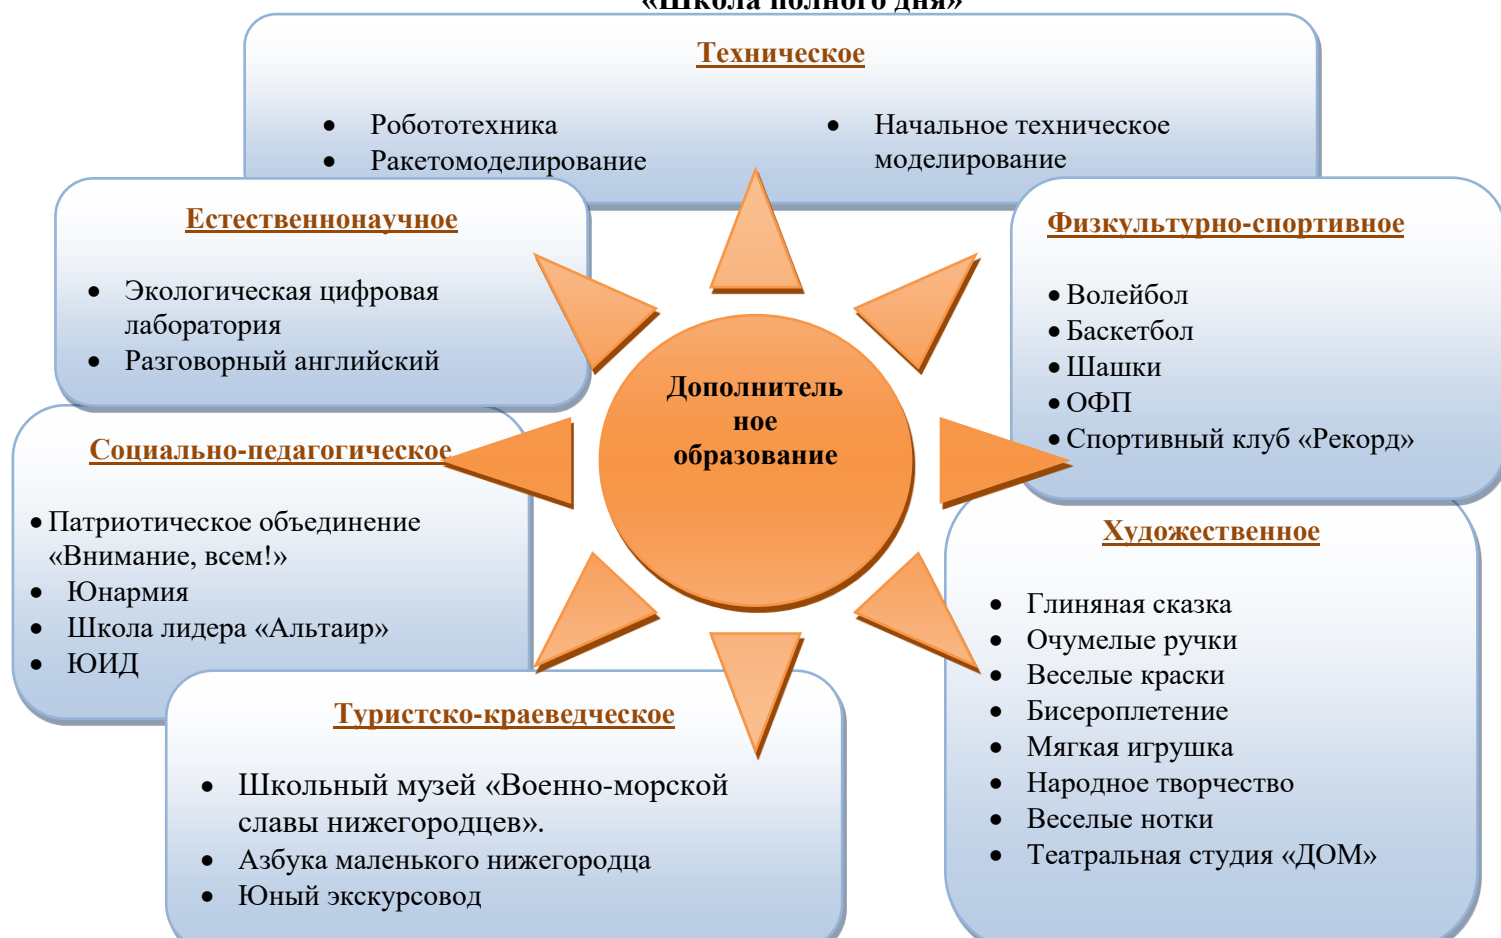 «Школа полного дня»
Техническое
• Робототехника
• Ракетомоделирование
• Начальное техническое
моделирование
Естественнонаучное
• Экологическая цифровая
лаборатория
• Разговорный английский
Физкультурно-спортивное
• Волейбол
• Баскетбол
• Шашки
• ОФП
• Спортивный клуб «Рекорд»
Дополнитель
ное
образование
Социально-педагогическое
• Патриотическое объединение
«Внимание, всем!»
• Юнармия
• Школа лидера «Альтаир»
• ЮИД
Художественное
• Глиняная сказка
• Очумелые ручки
• Веселые краски
• Бисероплетение
• Мягкая игрушка
• Народное творчество
• Веселые нотки
• Театральная студия «ДОМ»
Туристско-краеведческое
• Школьный музей «Военно-морской
славы нижегородцев».
• Азбука маленького нижегородца
• Юный экскурсовод